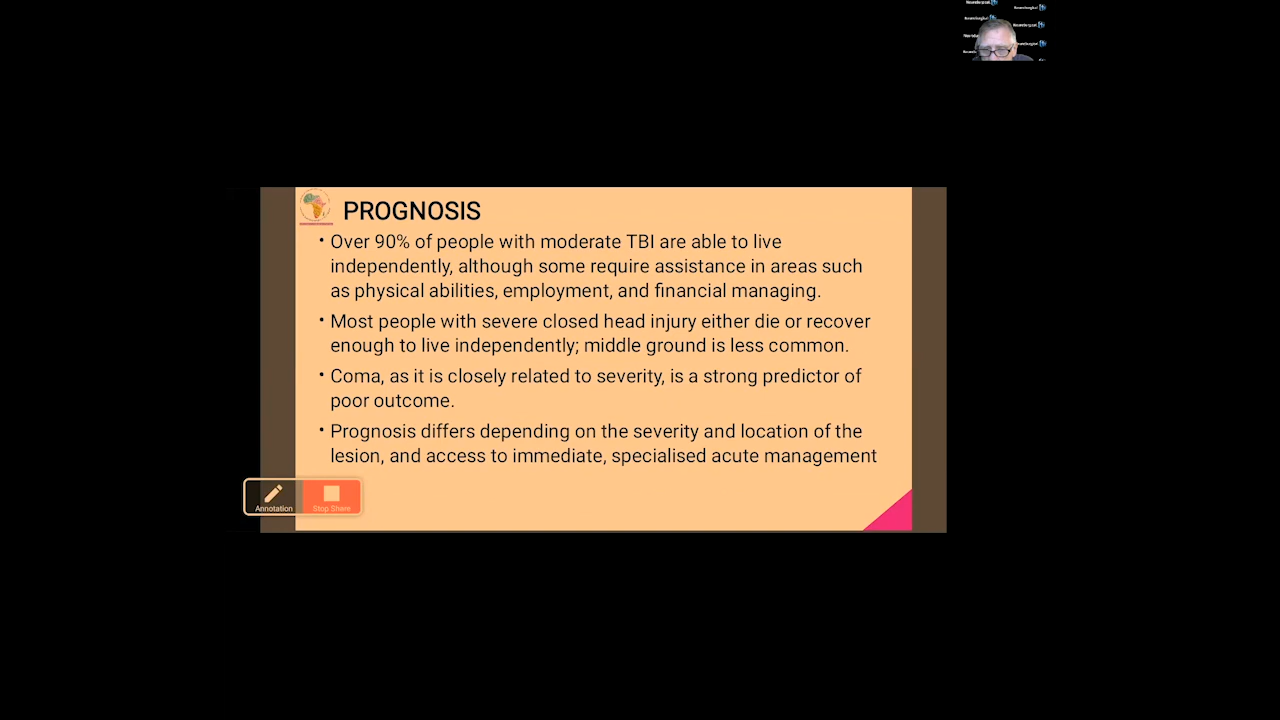 PROGNOSIS
• Over 90% of people with moderate TBI are able to live
independently, although some require assistance in areas such
as physical abilities, employment, and financial managing.
• Most people with severe closed head injury either die or recover
enough to live independently; middle ground is less common.
• Coma, as it is closely related to severity, is a strong predictor of
poor outcome.
• Prognosis differs depending on the severity and location of the
lesion, and access to immediate, specialised acute management
Annotation
Stop Share